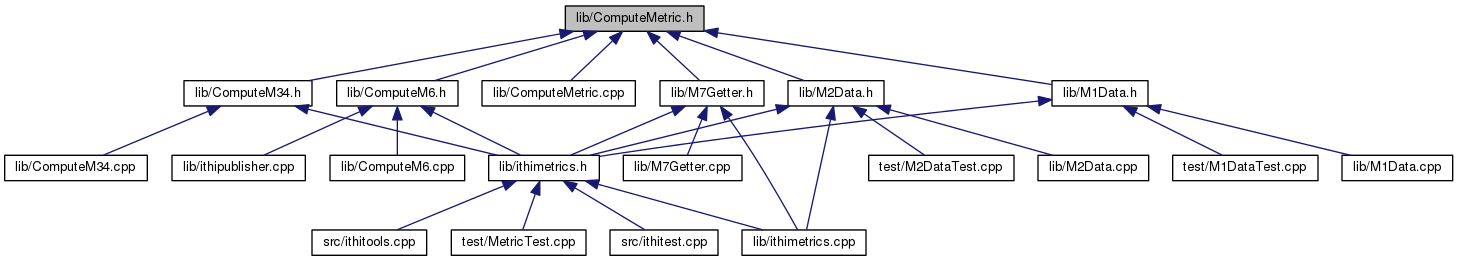 lib/ComputeMetric.h
lib/ComputeM34.h
lib/ComputeM6.h
lib/ComputeMetric.cpp
lib/M7Getter.h
lib/M2Data.h
lib/M1Data.h
lib/ComputeM34.cpp
lib/ithipublisher.cpp
lib/ComputeM6.cpp
lib/ithimetrics.h
lib/M7Getter.cpp
test/M2DataTest.cpp
lib/M2Data.cpp
test/M1DataTest.cpp
lib/M1Data.cpp
src/ithitools.cpp
test/MetricTest.cpp
src/ithitest.cpp
lib/ithimetrics.cpp